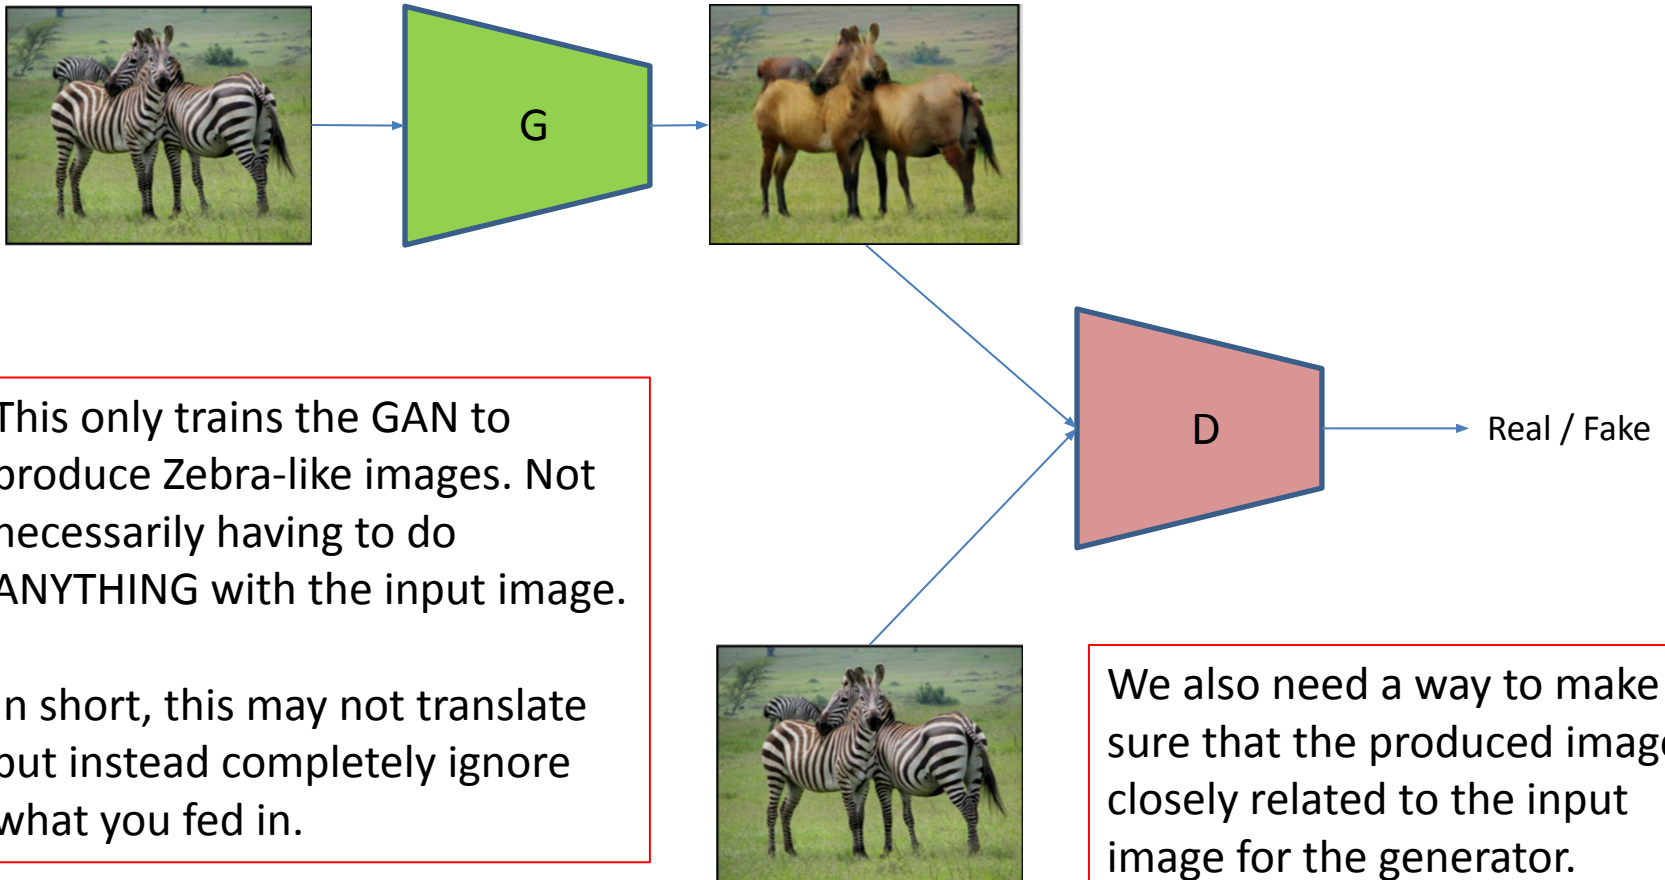 G
D
Real / Fake
This only trains the GAN to
produce Zebra-like images. Not
necessarily having to do
ANYTHING with the input image.
In short, this may not translate
but instead completely ignore
what you fed in.
We also need a way to make
sure that the produced image
closely related to the input
image for the generator.